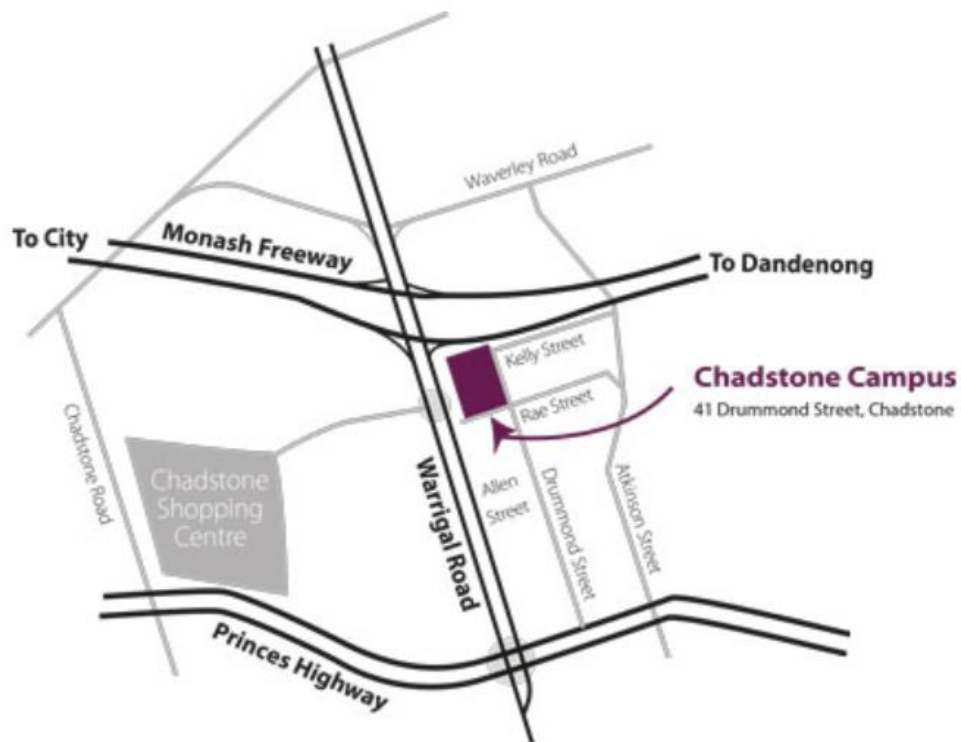 Waverley Road
To City
Monash Freeway
To Dandenong
Kelly Street
Chadstone Campus
41 Drummond Street, Chadstone
Rae Street
Chadstone Road
Chadstone
Shopping
Centre
Warrigal Road
Allen
Street
Drummond Street
Atkinson Street
Princes Highway